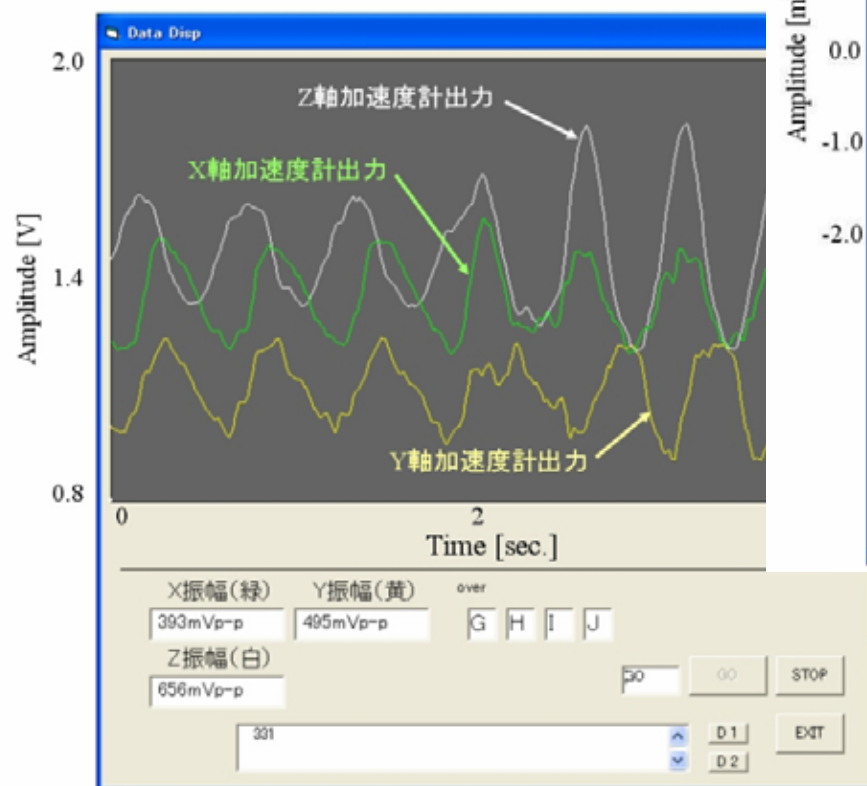 Data Disp
Amplitude [m
0.0
-1.0
-2.0
2.0
1.4
0.8
Amplitude [V]
Z軸加速度計出力
X軸加速度計出力
Y軸加速度計出力
0
2
Time [sec.]
X振幅(緑)
Y振幅(黄)
over
393mVp-p
495mVp-p
G H I J
Z振幅(白)
656mVp-p
GO
STOP
331
D1
D2
EXIT